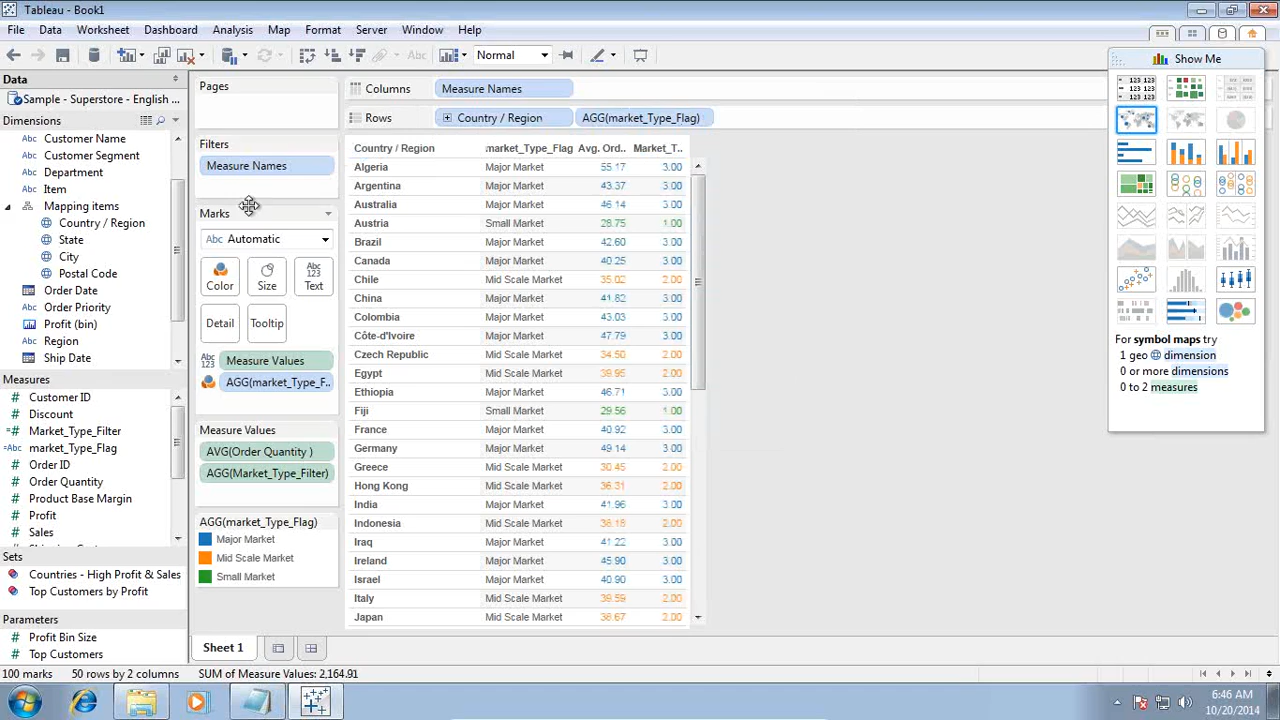 Tableau - Book1
File Data Worksheet Dashboard Analysis Map Format Server Window Help
Abc Normal
Data
Sample - Superstore - English ...
Dimensions
Abc Customer Name
Abc Customer Segment
Abc Department
Abc Item
Mapping items
Country / Region
State
City
Postal Code
Order Date
Abc Order Priority
Profit (bin)
Abc Region
Ship Date
Measures
# Customer ID
# Discount
=# Market_Type_Filter
=Abc market_Type_Flag
# Order ID
# Order Quantity
# Product Base Margin
# Profit
# Sales
Sets
Countries - High Profit & Sales
Top Customers by Profit
Parameters
# Profit Bin Size
# Top Customers
Pages
Filters
Measure Names
Marks
Abc Automatic
Color Size Abc 123 Text
Detail Tooltip
Abc 123 Measure Values
AGG(market_Type_F..
Measure Values
AVG(Order Quantity )
AGG(Market_Type_Filter)
AGG(market_Type_Flag)
Major Market
Mid Scale Market
Small Market
Columns Measure Names
Rows Country / Region AGG(market_Type_Flag)
Country / Region market_Type_Flag Avg. Ord.. Market_T..
Algeria Major Market 55.17 3.00
Argentina Major Market 43.37 3.00
Australia Major Market 46.14 3.00
Austria Small Market 28.75 1.00
Brazil Major Market 42.60 3.00
Canada Major Market 40.25 3.00
Chile Mid Scale Market 35.02 2.00
China Major Market 41.82 3.00
Colombia Major Market 43.03 3.00
Côte-d'Ivoire Major Market 47.79 3.00
Czech Republic Mid Scale Market 34.50 2.00
Egypt Mid Scale Market 38.95 2.00
Ethiopia Major Market 46.71 3.00
Fiji Small Market 29.56 1.00
France Major Market 40.92 3.00
Germany Major Market 49.14 3.00
Greece Mid Scale Market 30.45 2.00
Hong Kong Mid Scale Market 36.31 2.00
India Major Market 41.96 3.00
Indonesia Mid Scale Market 2.00
Iraq Major Market 41.22 3.00
Ireland Major Market 45.90 3.00
Israel Major Market 40.90 3.00
Italy Mid Scale Market 39.59 2.00
Japan Mid Scale Market 38.67 2.00
Show Me
For symbol maps try
1 geo dimension
0 or more dimensions
0 to 2 measures
Sheet 1
100 marks 50 rows by 2 columns SUM of Measure Values: 2,164.91
6:46 AM
10/20/2014